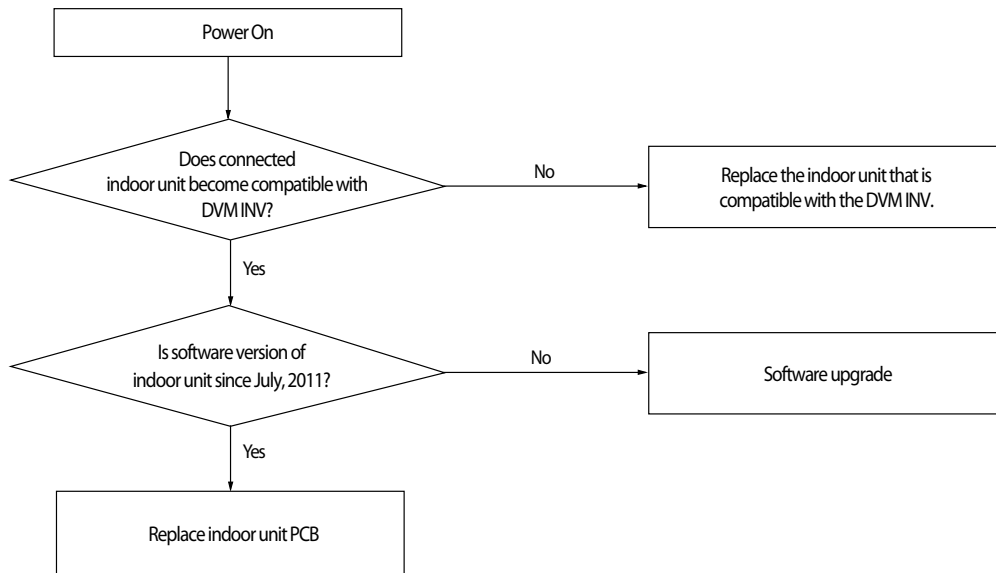 Power On
Does connected
indoor unit become compatible with
DVM INV?
No
Replace the indoor unit that is
compatible with the DVM INV.
Yes
Is software version of
indoor unit since July, 2011?
No
Software upgrade
Yes
Replace indoor unit PCB